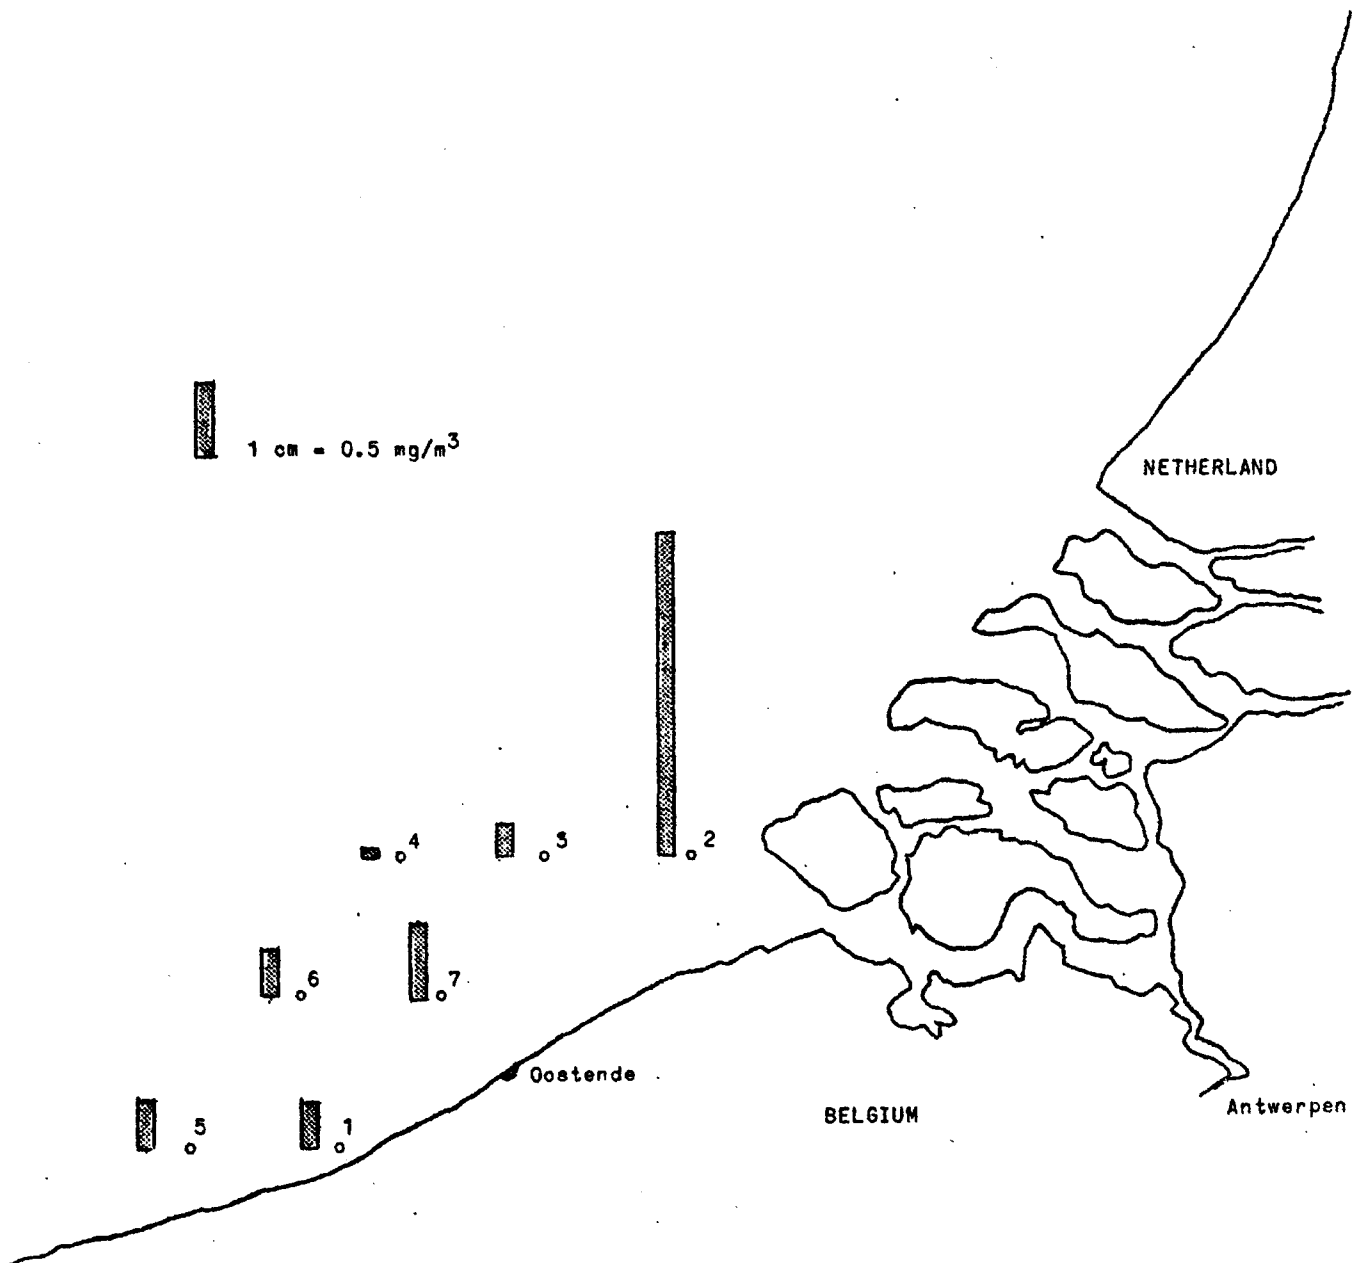 1 cm = 0.5 mg/m³
NETHERLAND
4
3
2
6
7
Oostende
BELGIUM
Antwerpen
5
1